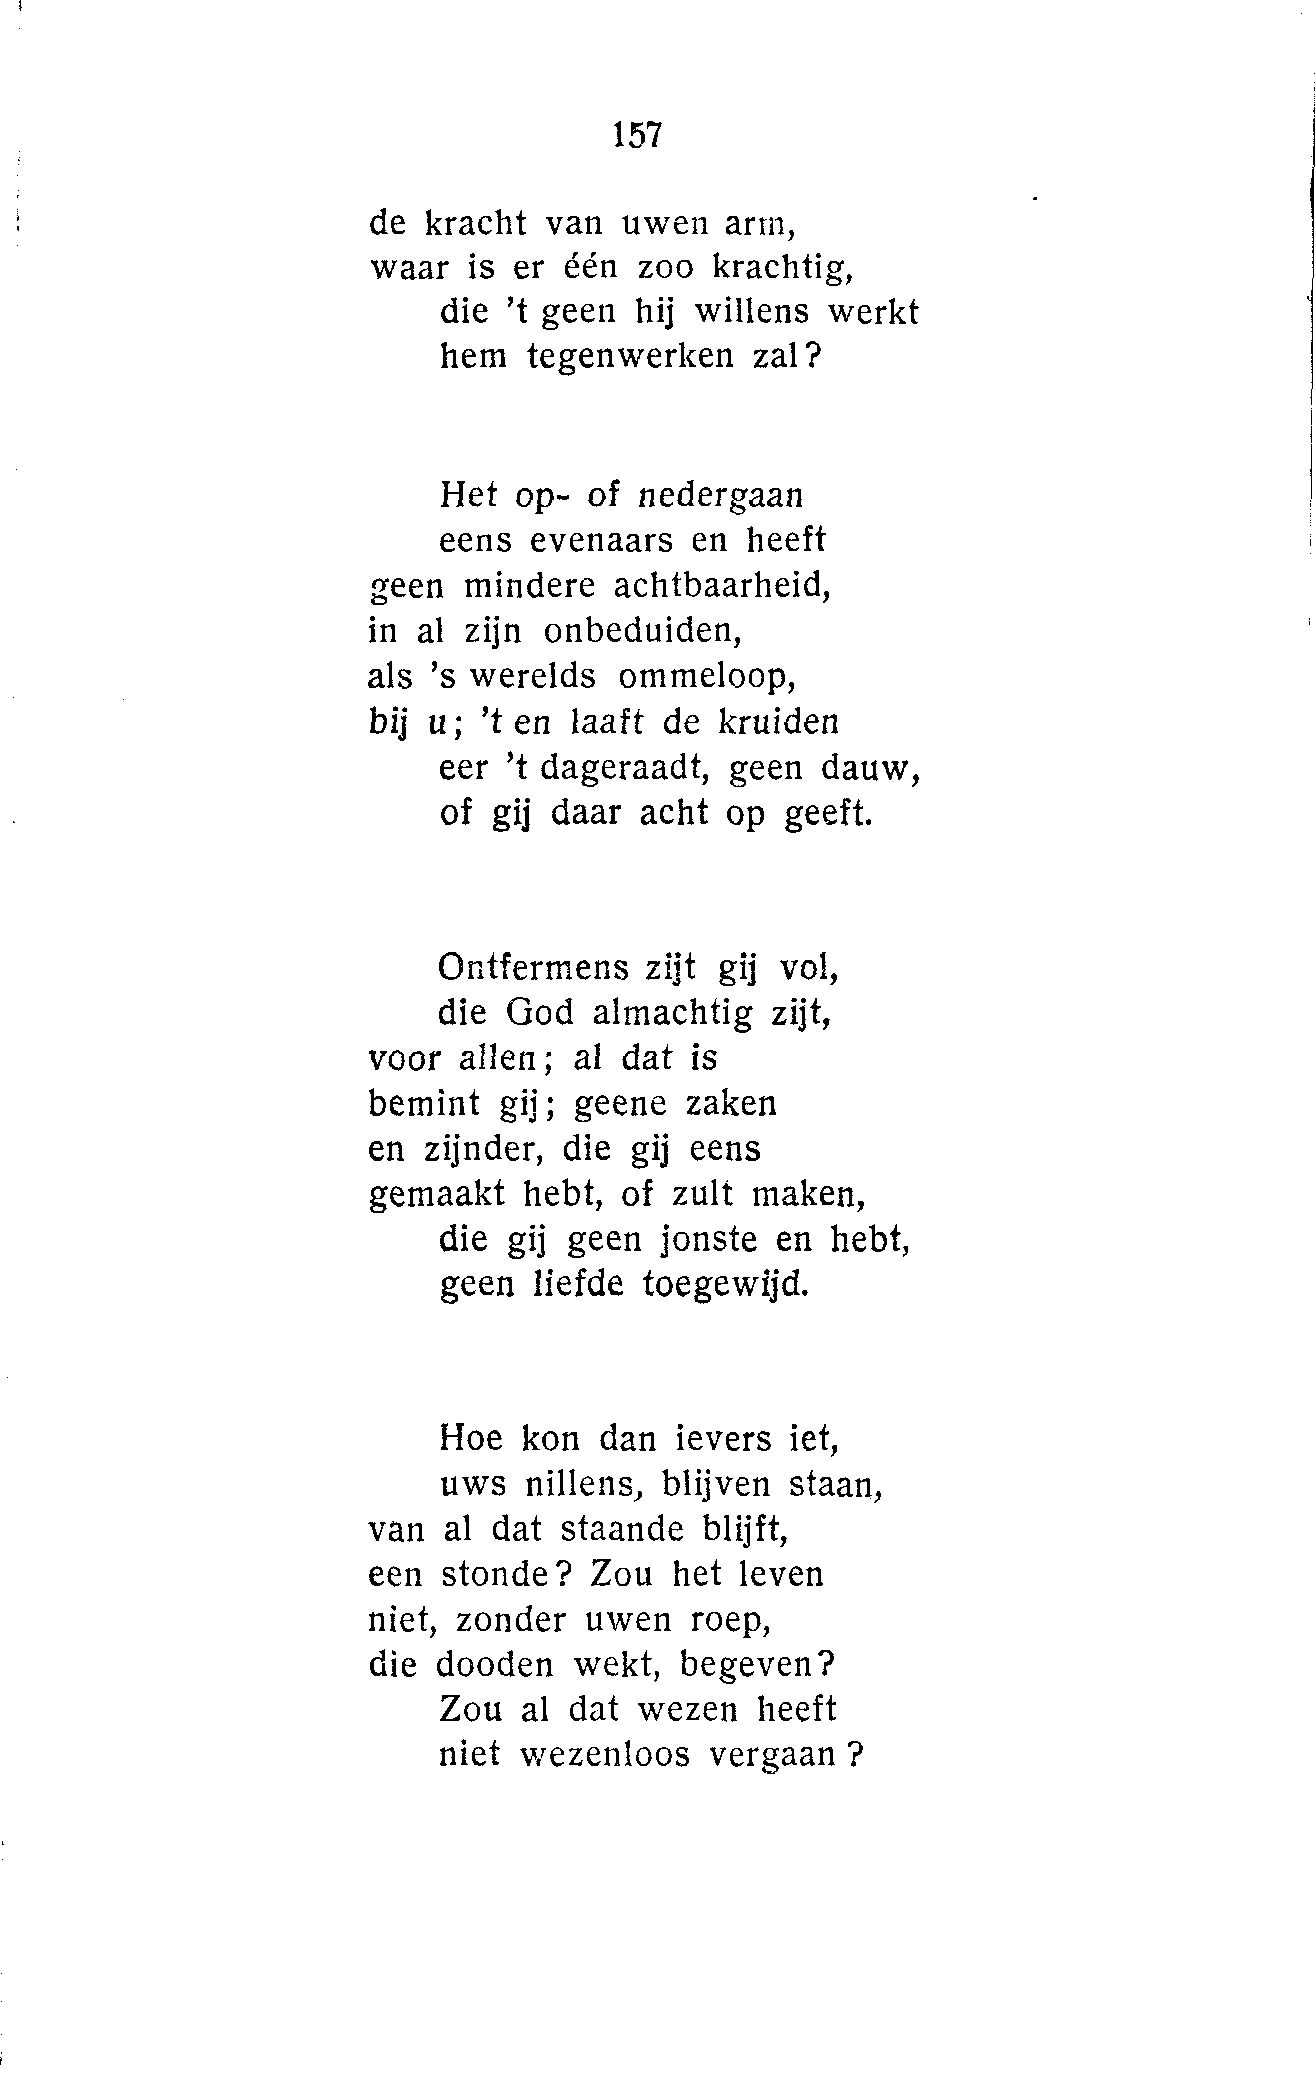 157
de kracht van uwen arm,
waar is er één zoo krachtig,
die 't geen hij willens werkt
hem tegenwerken zal?
Het op- of nedergaan
eens evenaars en heeft
geen mindere achtbaarheid,
in al zijn onbeduiden,
als 's werelds ommeloop,
bij u; 't en laaft de kruiden
eer 't dageraadt, geen dauw,
of gij daar acht op geeft.
Ontfermens zijt gij vol,
die God almachtig zijt,
voor allen; al dat is
bemint gij; geene zaken
en zijnder, die gij eens
gemaakt hebt, of zult maken,
die gij geen jonste en hebt,
geen liefde toegewijd.
Hoe kon dan ievers iet,
uws nillens, blijven staan,
van al dat staande blijft,
een stonde? Zou het leven
niet, zonder uwen roep,
die dooden wekt, begeven?
Zou al dat wezen heeft
niet wezenloos vergaan?